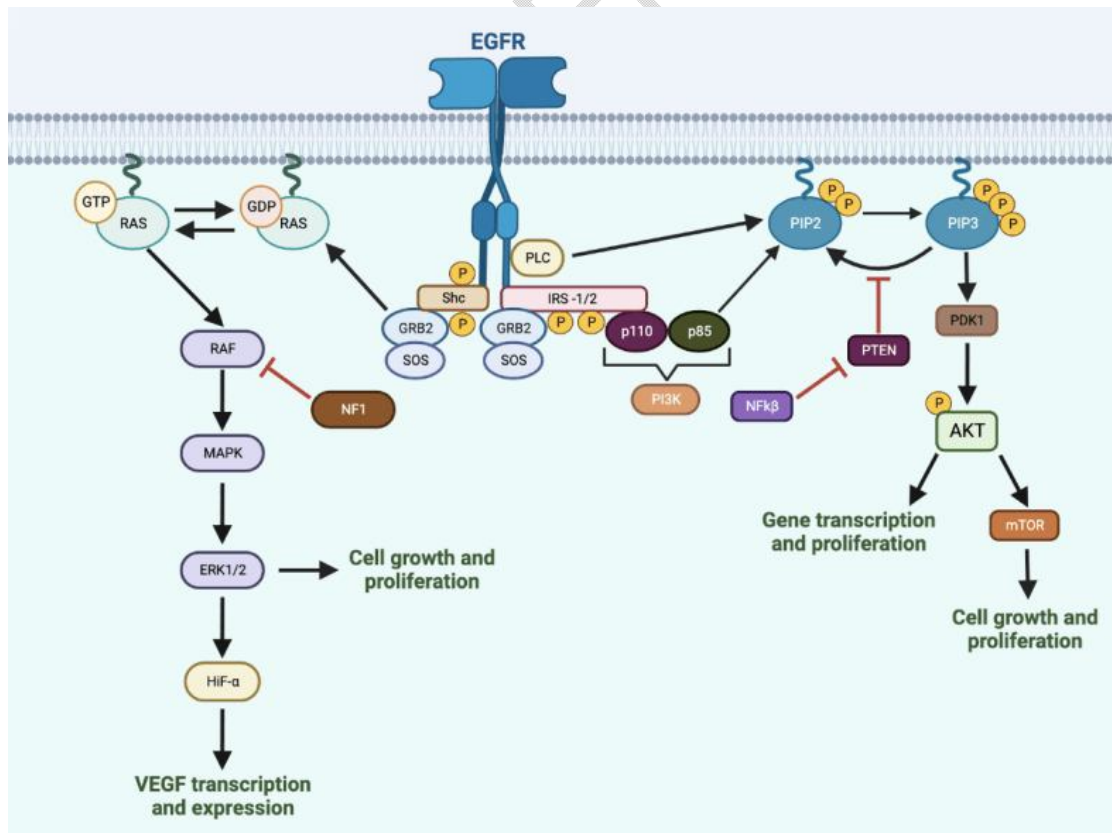 EGFR
GTP
RAS
GDP
RAS
PIP2
P
P
PIP3
P
P
P
PLC
P
Shc
IRS -1/2
GRB2
P
GRB2
P
P
p110
p85
SOS
SOS
PDK1
RAF
PTEN
PI3K
NF1
NFkβ
P
AKT
MAPK
Gene transcription
and proliferation
mTOR
ERK1/2
Cell growth and
proliferation
Cell growth and
proliferation
HiF-α
VEGF transcription
and expression